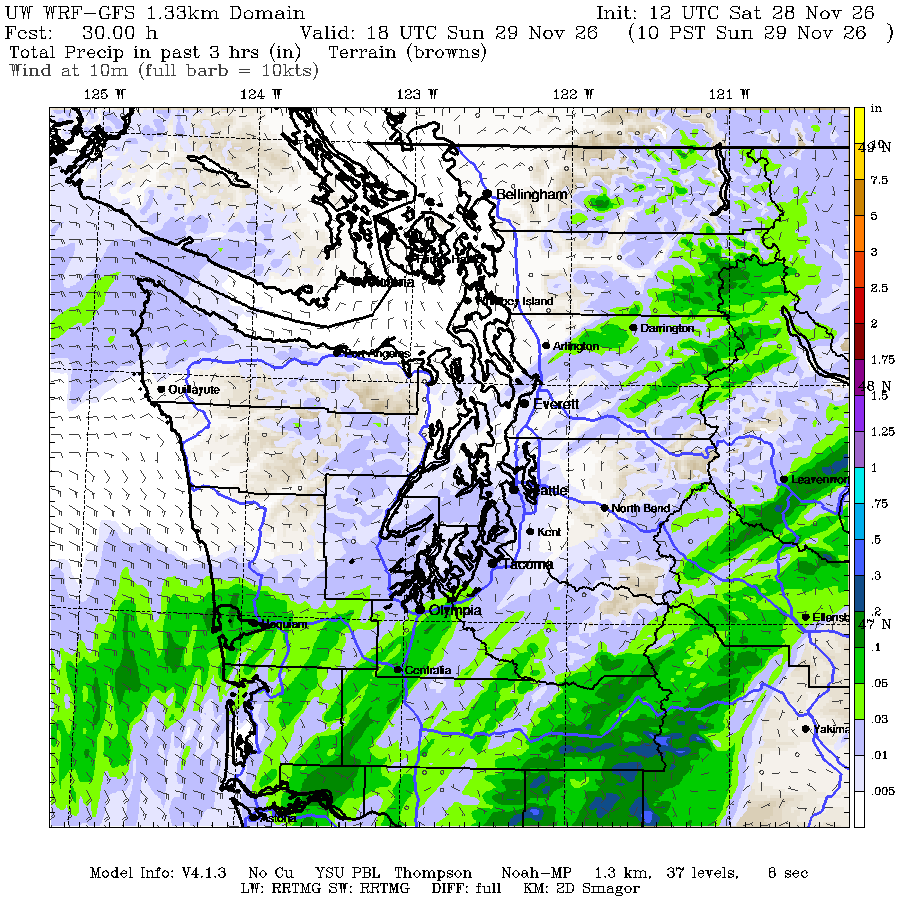 UW WRF-GFS 1.33km Domain Init: 12 UTC Sat 28 Nov 26
Fcst: 30.00 h Valid: 18 UTC Sun 29 Nov 26 (10 PST Sun 29 Nov 26 )
Total Precip in past 3 hrs (in) Terrain (browns)
Wind at 10m (full barb = 10kts)
125 W 124 W 123 W 122 W 121 W
in
49 N
Bellingham
7.5
5
3
Victoria
2.5
Island
2
Darrington
Arlington
Port Angeles
1.75
48 N
Quillayute
1.5
Everett
1.25
1
Leavenwor
Seattle
.75
North Bend
Kent
.5
Tacoma
.3
Olympia
.2
Ellensb
Hoquiam
47 N
.1
Centralia
.05
.03
Yakima
.01
.005
Astoria
Model Info: V4.1.3 No Cu YSU PBL Thompson Noah-MP 1.3 km, 37 levels, 8 sec
LW: RRTMG SW: RRTMG DIFF: full KM: 2D Smagor